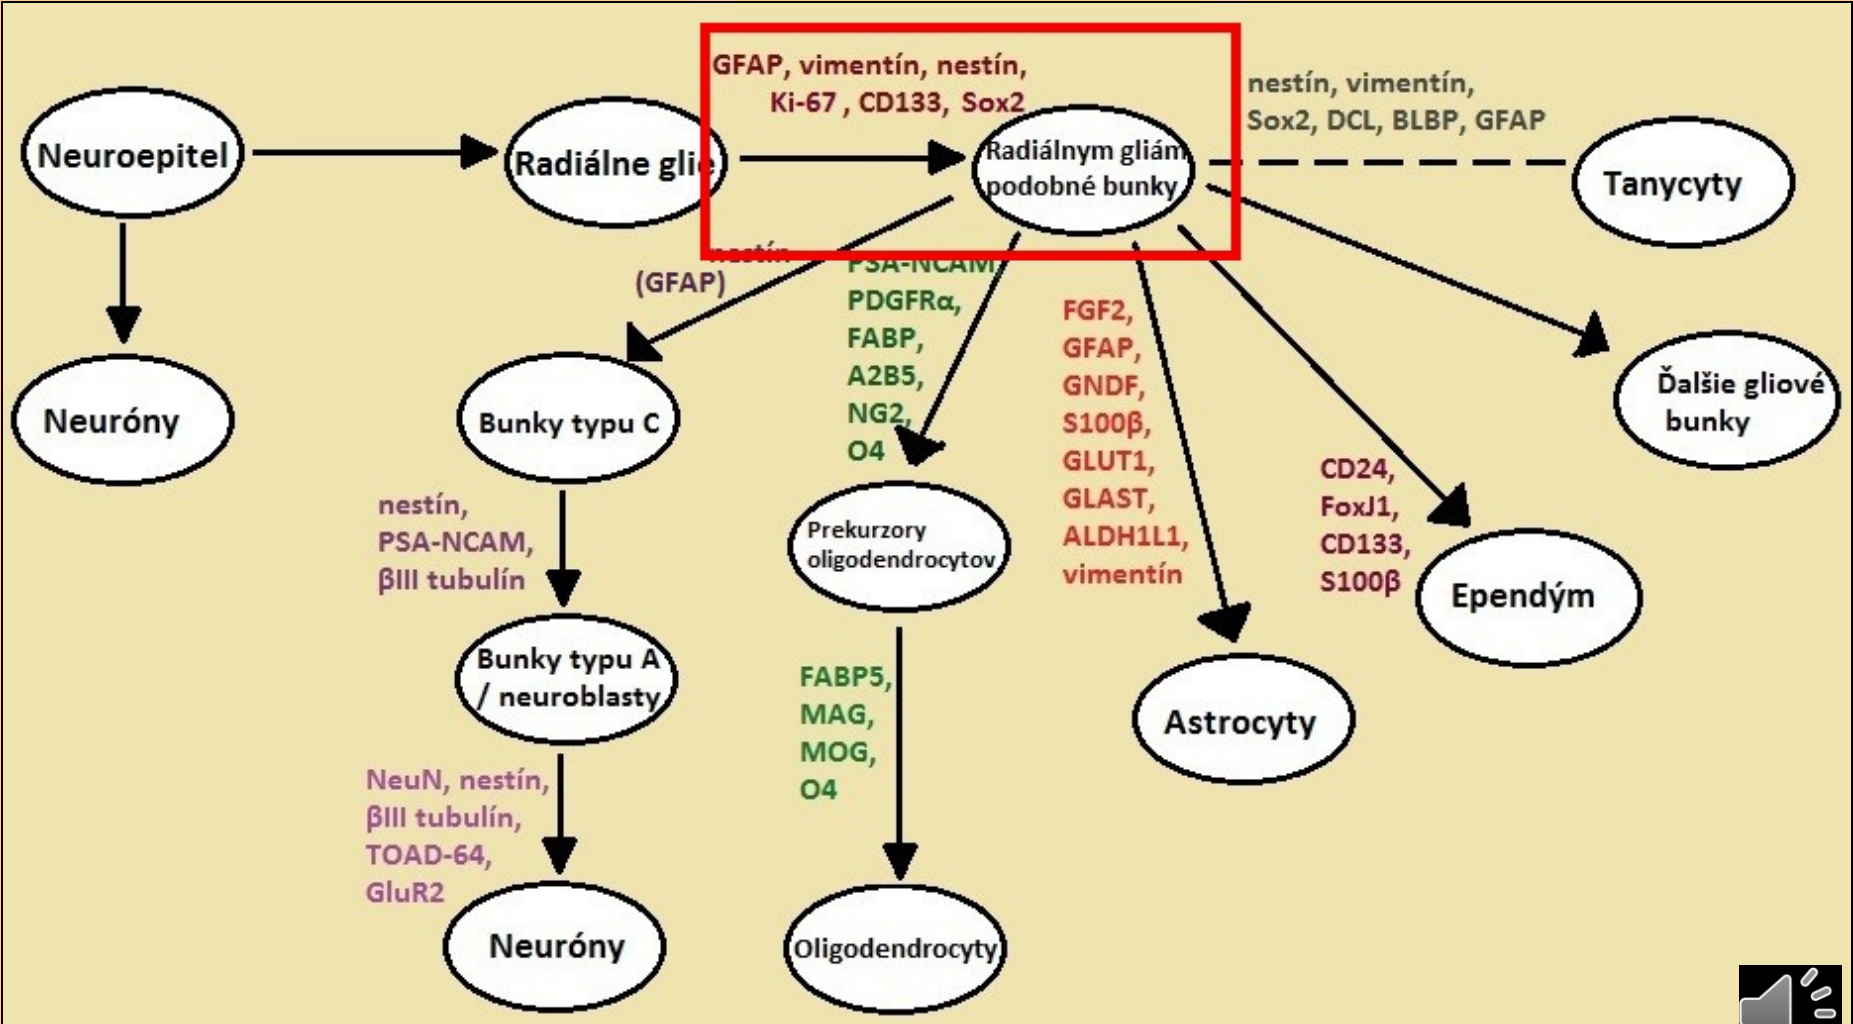 GFAP, vimentín, nestín,
Ki-67 , CD133, Sox2
nestín, vimentín,
Sox2, DCL, BLBP, GFAP
Neuroepitel
Radiálne glie
Radiálnym gliám
podobné bunky
Tanycyty
nestín
(GFAP)
PSA-NCAM
PDGFRα,
FABP,
A2B5,
NG2,
O4
FGF2,
GFAP,
GNDF,
S100β,
GLUT1,
GLAST,
ALDH1L1,
vimentín
Ďalšie gliové
bunky
Neuróny
Bunky typu C
CD24,
FoxJ1,
CD133,
S100β
nestín,
PSA-NCAM,
βIII tubulín
Prekurzory
oligodendrocytov
Ependým
Bunky typu A
/ neuroblasty
FABP5,
MAG,
MOG,
O4
Astrocyty
NeuN, nestín,
βIII tubulín,
TOAD-64,
GluR2
Neuróny
Oligodendrocyty